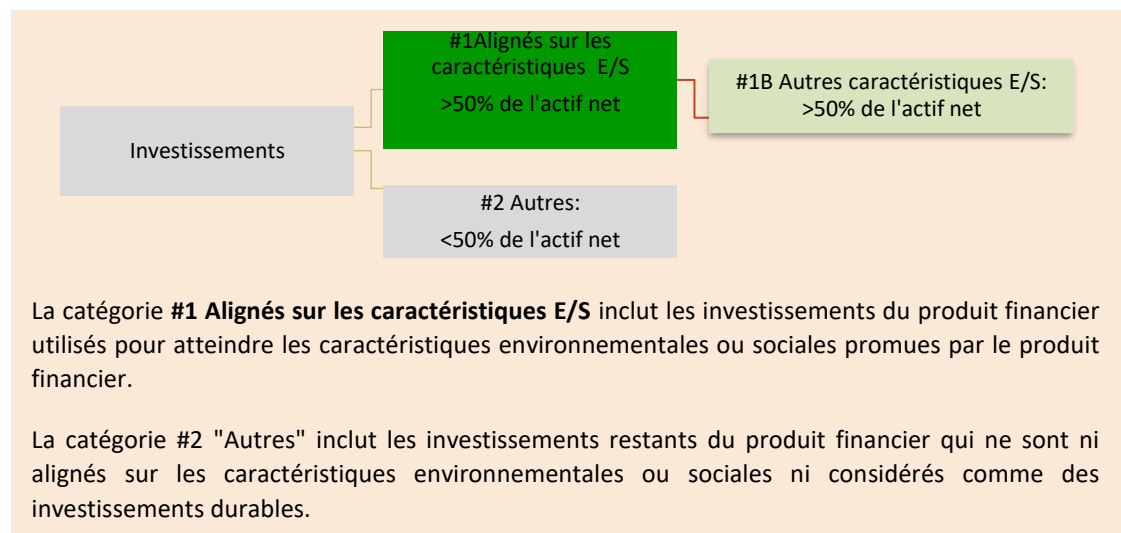 #1Alignés sur les
caractéristiques E/S
>50% de l'actif net
#1B Autres caractéristiques E/S:
>50% de l'actif net
Investissements
#2 Autres:
<50% de l'actif net
La catégorie #1 Alignés sur les caractéristiques E/S inclut les investissements du produit financier
utilisés pour atteindre les caractéristiques environnementales ou sociales promues par le produit
financier.
La catégorie #2 "Autres" inclut les investissements restants du produit financier qui ne sont ni
alignés sur les caractéristiques environnementales ou sociales ni considérés comme des
investissements durables.